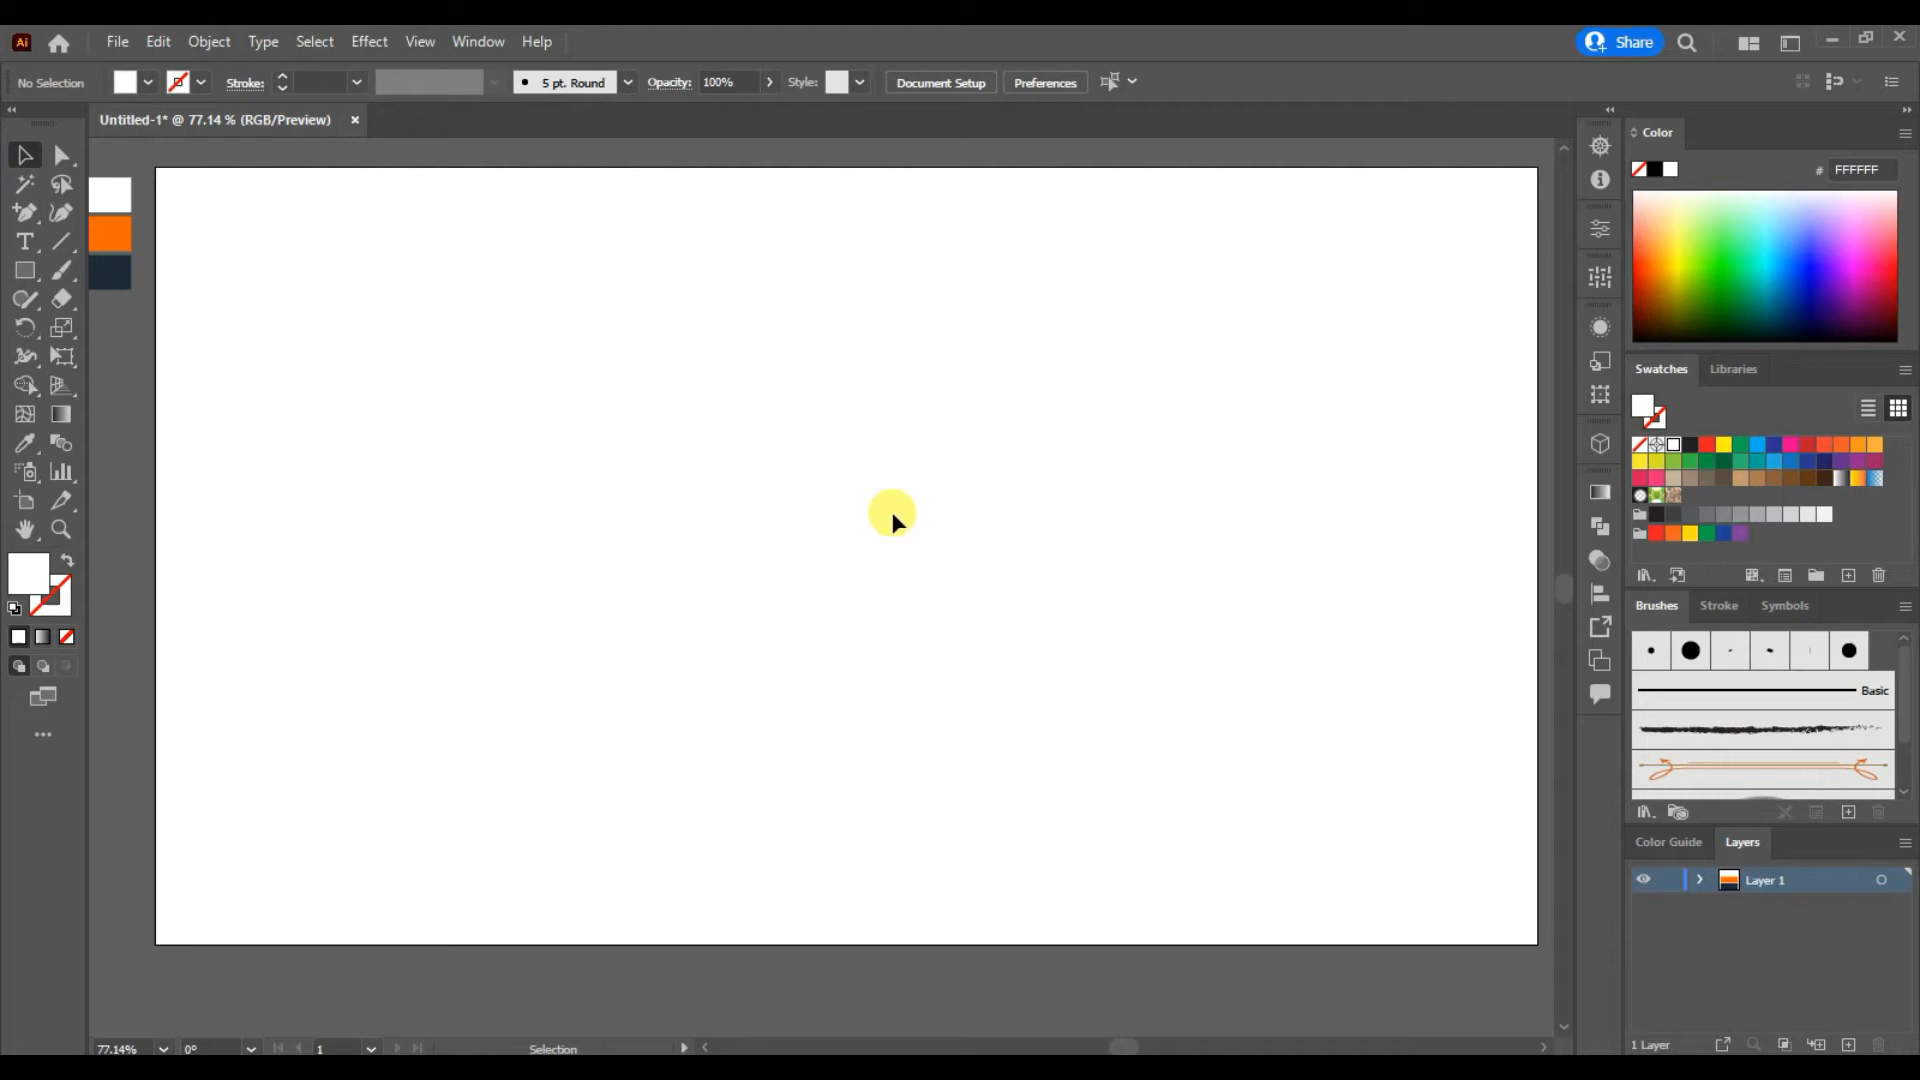 Ai File Edit Object Type Select Effect View Window Help Share
No Selection Stroke: 5 pt. Round Opacity: 100% Style: Document Setup Preferences
Untitled-1* @ 77.14 % (RGB/Preview) ×
Color
# FFFFFF
Swatches Libraries
Brushes Stroke Symbols
Basic
Color Guide Layers
Layer 1
77.14% 0° 1 Selection 1 Layer